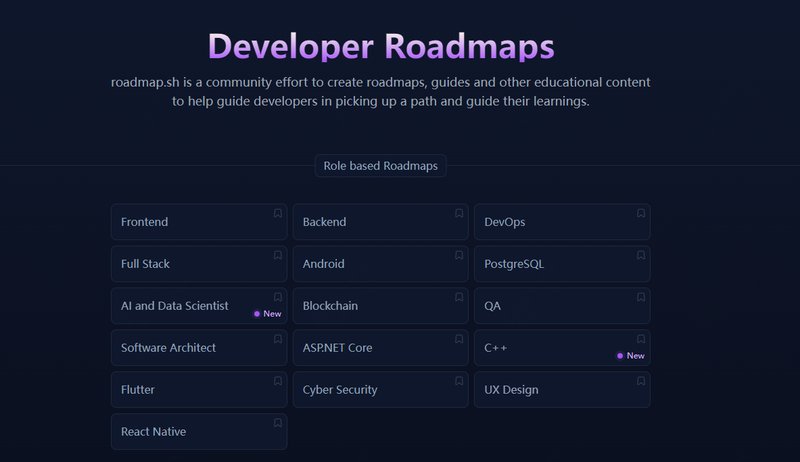 Developer Roadmaps
roadmap.sh is a community effort to create roadmaps, guides and other educational content
to help guide developers in picking up a path and guide their learnings.
Role based Roadmaps
Frontend
Backend
DevOps
Full Stack
Android
PostgreSQL
AI and Data Scientist
New
Blockchain
QA
Software Architect
ASP.NET Core
C++
New
Flutter
Cyber Security
UX Design
React Native